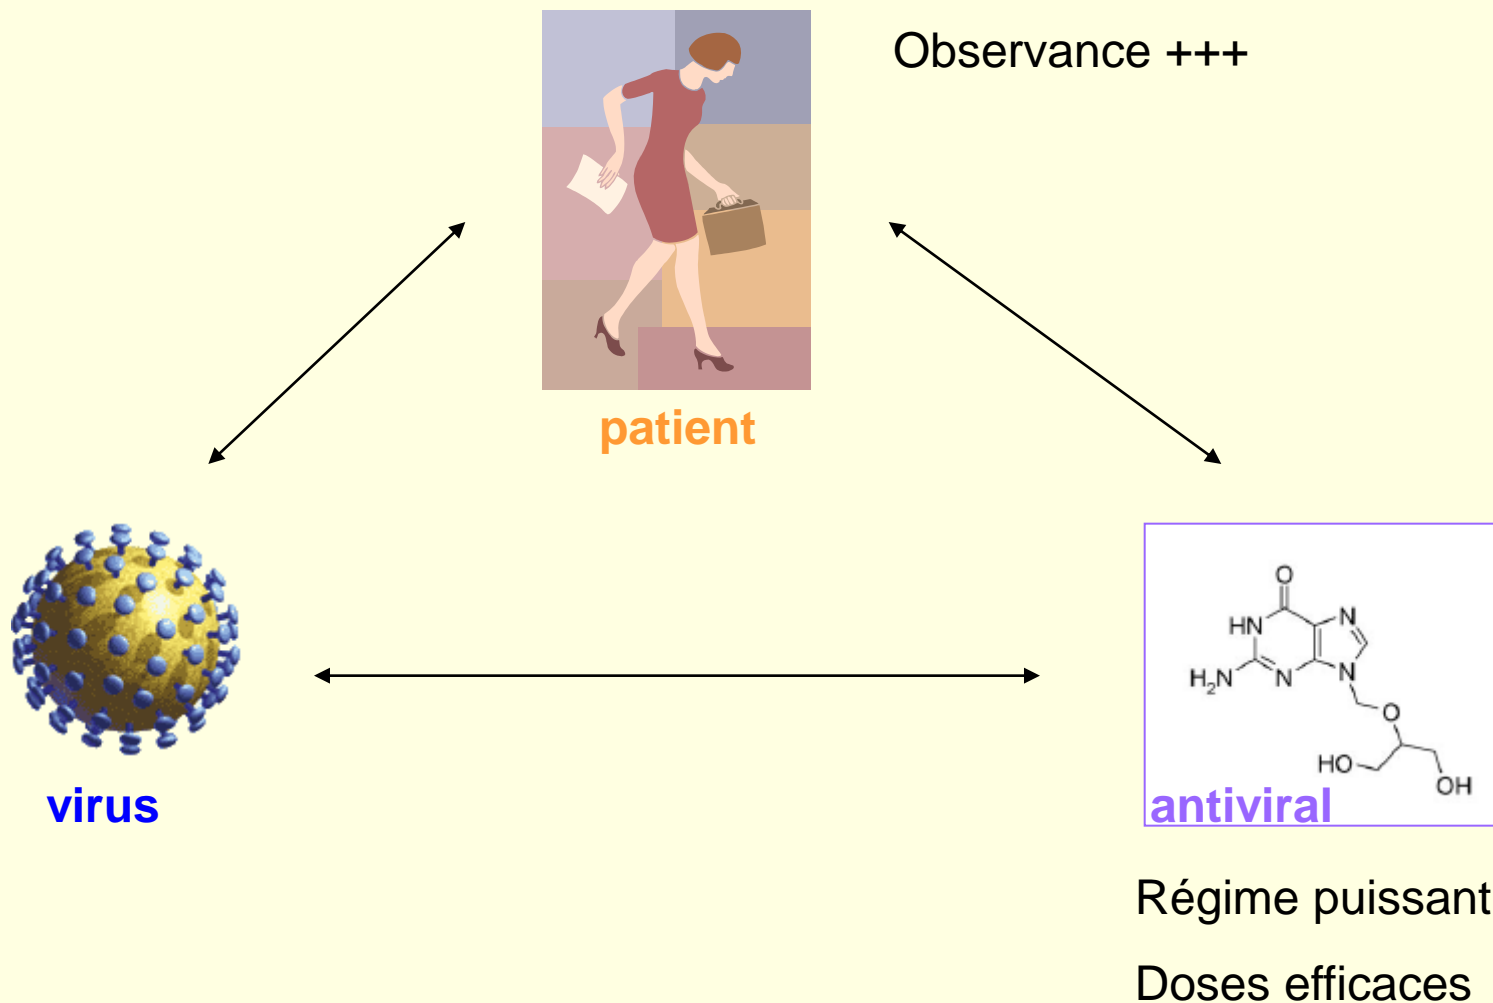 Observance +++
patient
virus
O
HN
N
H₂N
N
N
O
HO
OH
antiviral
Régime puissant
Doses efficaces